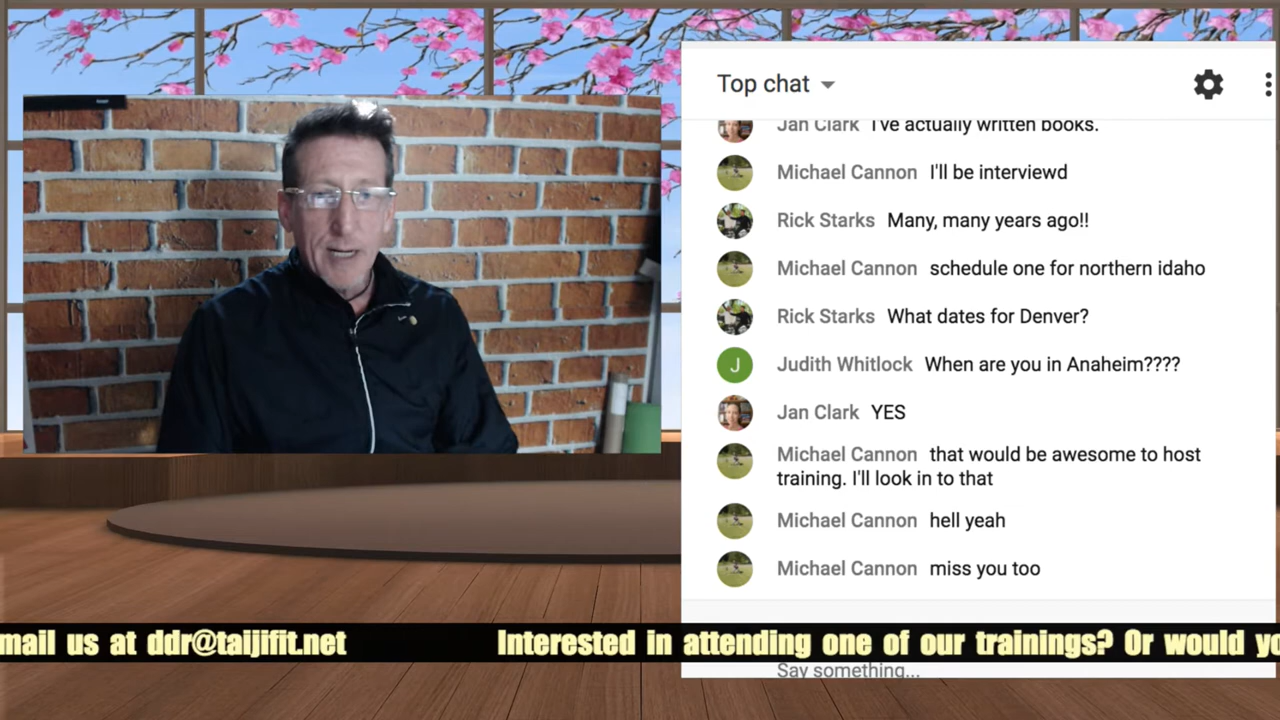 Top chat
Jan Clark I've actually written books.
Michael Cannon I'll be interviewd
Rick Starks Many, many years ago!!
Michael Cannon schedule one for northern idaho
Rick Starks What dates for Denver?
J
Judith Whitlock When are you in Anaheim????
Jan Clark YES
Michael Cannon that would be awesome to host
training. I'll look in to that
Michael Cannon hell yeah
Michael Cannon miss you too
mail us at ddr@taijifit.net Interested in attending one of our trainings? Or would yo
Say something...